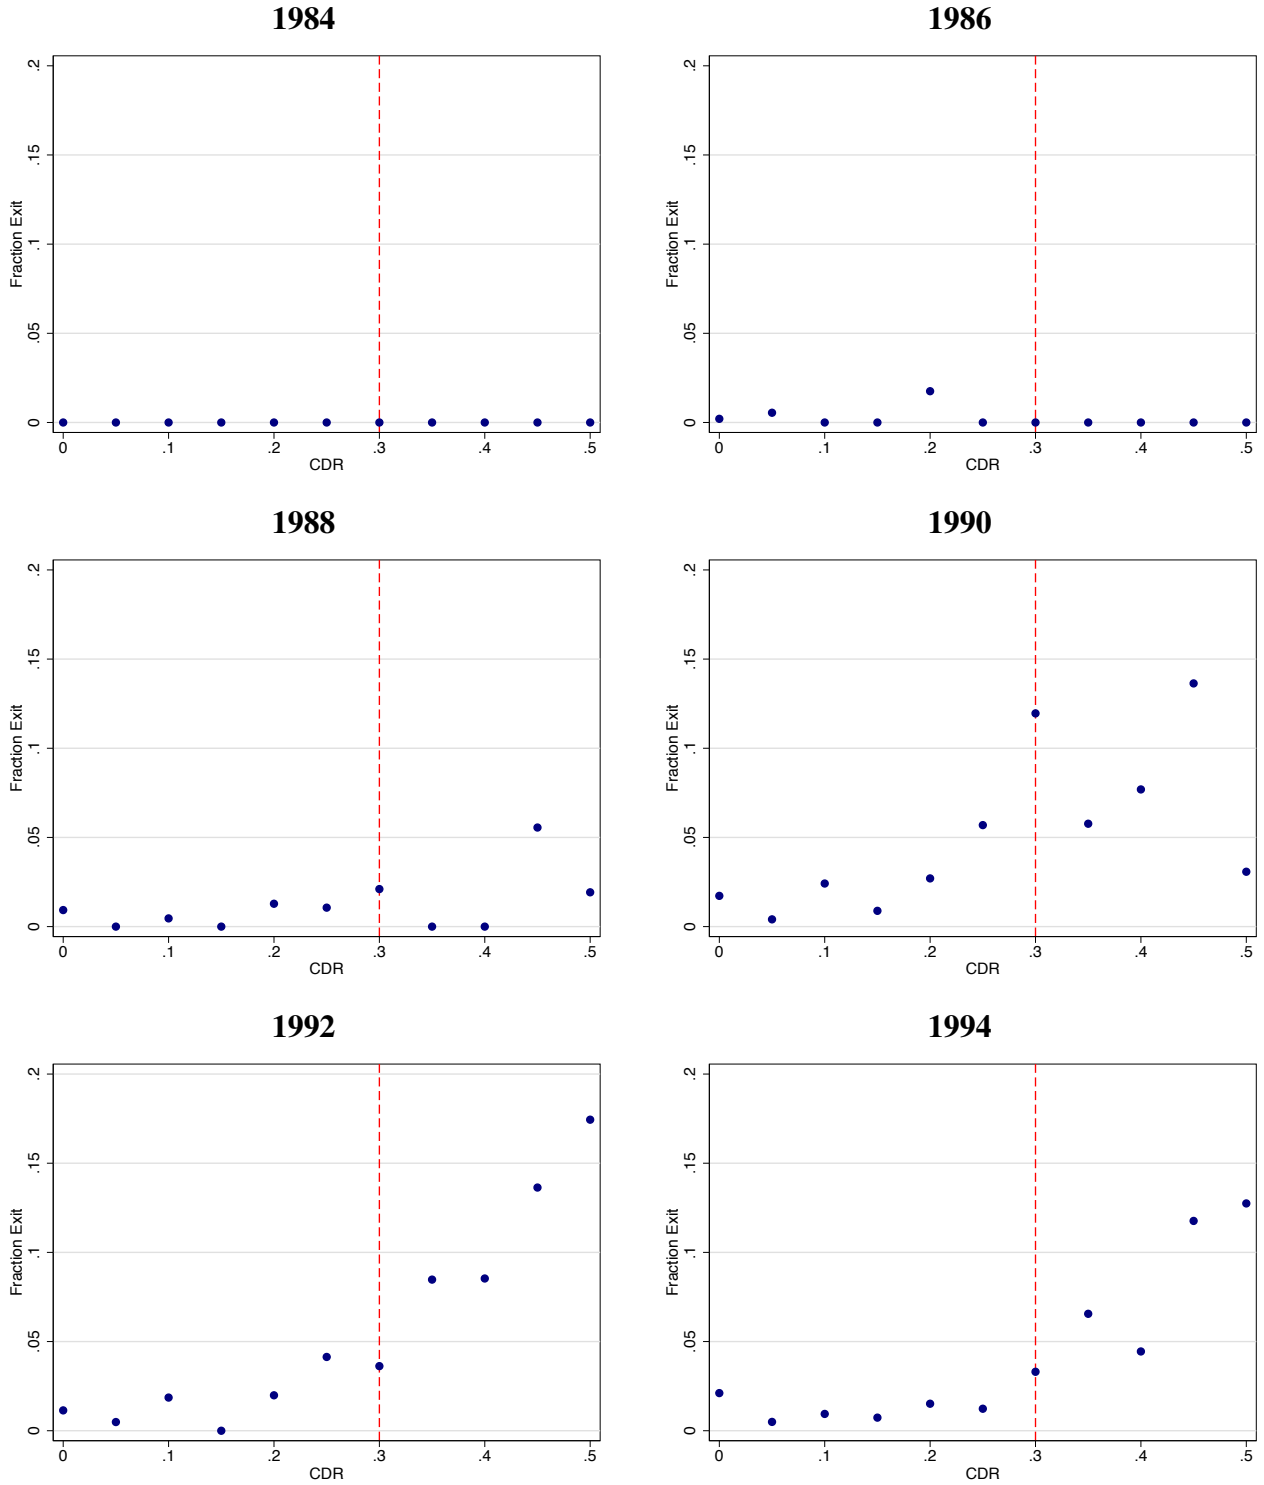 1984
1986
Fraction Exit
0 .05 .1 .15 .2
0 .1 .2 .3 .4 .5
CDR
Fraction Exit
0 .05 .1 .15 .2
0 .1 .2 .3 .4 .5
CDR
1988
1990
Fraction Exit
0 .05 .1 .15 .2
0 .1 .2 .3 .4 .5
CDR
Fraction Exit
0 .05 .1 .15 .2
0 .1 .2 .3 .4 .5
CDR
1992
1994
Fraction Exit
0 .05 .1 .15 .2
0 .1 .2 .3 .4 .5
CDR
Fraction Exit
0 .05 .1 .15 .2
0 .1 .2 .3 .4 .5
CDR